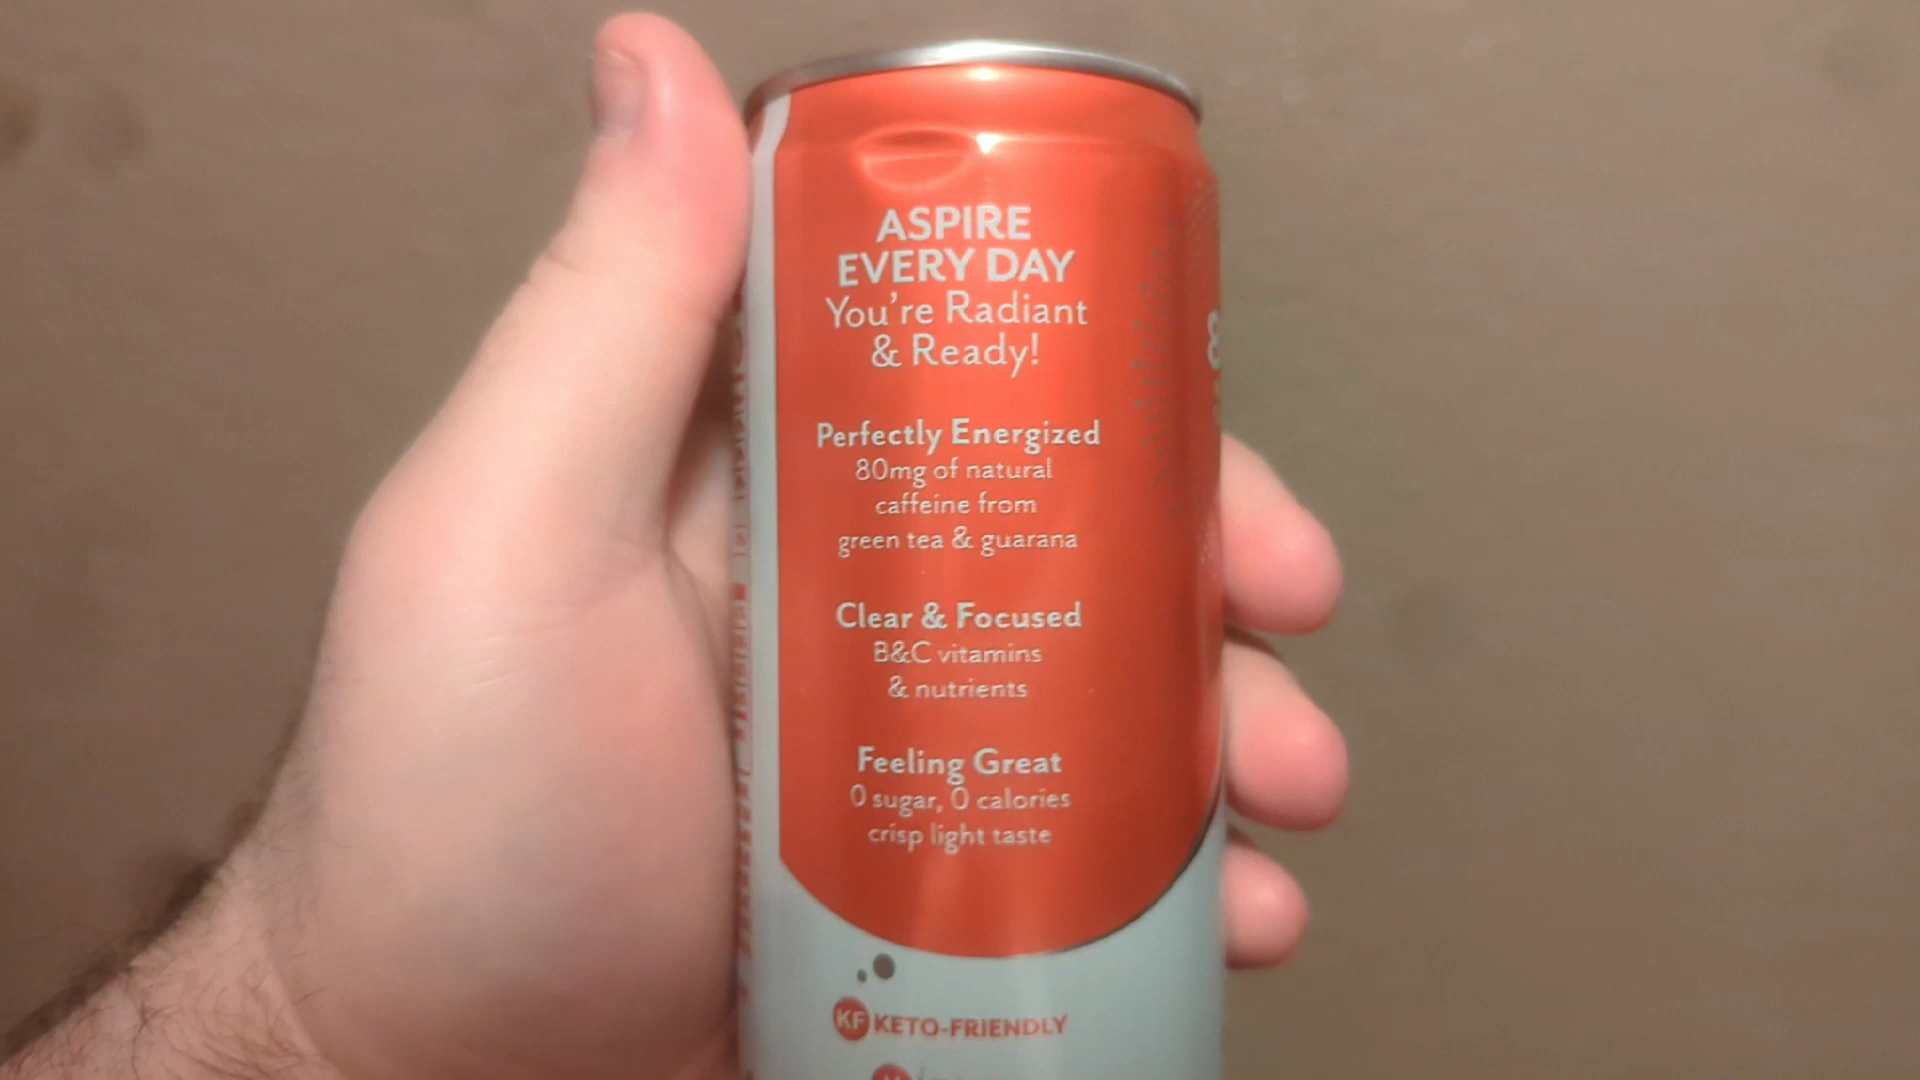 ASPIRE
EVERY DAY
You're Radiant
& Ready!
Perfectly Energized
80mg of natural
caffeine from
green tea & guarana
Clear & Focused
B&C vitamins
& nutrients
Feeling Great
0 sugar, 0 calories
crisp light taste
KF KETO-FRIENDLY